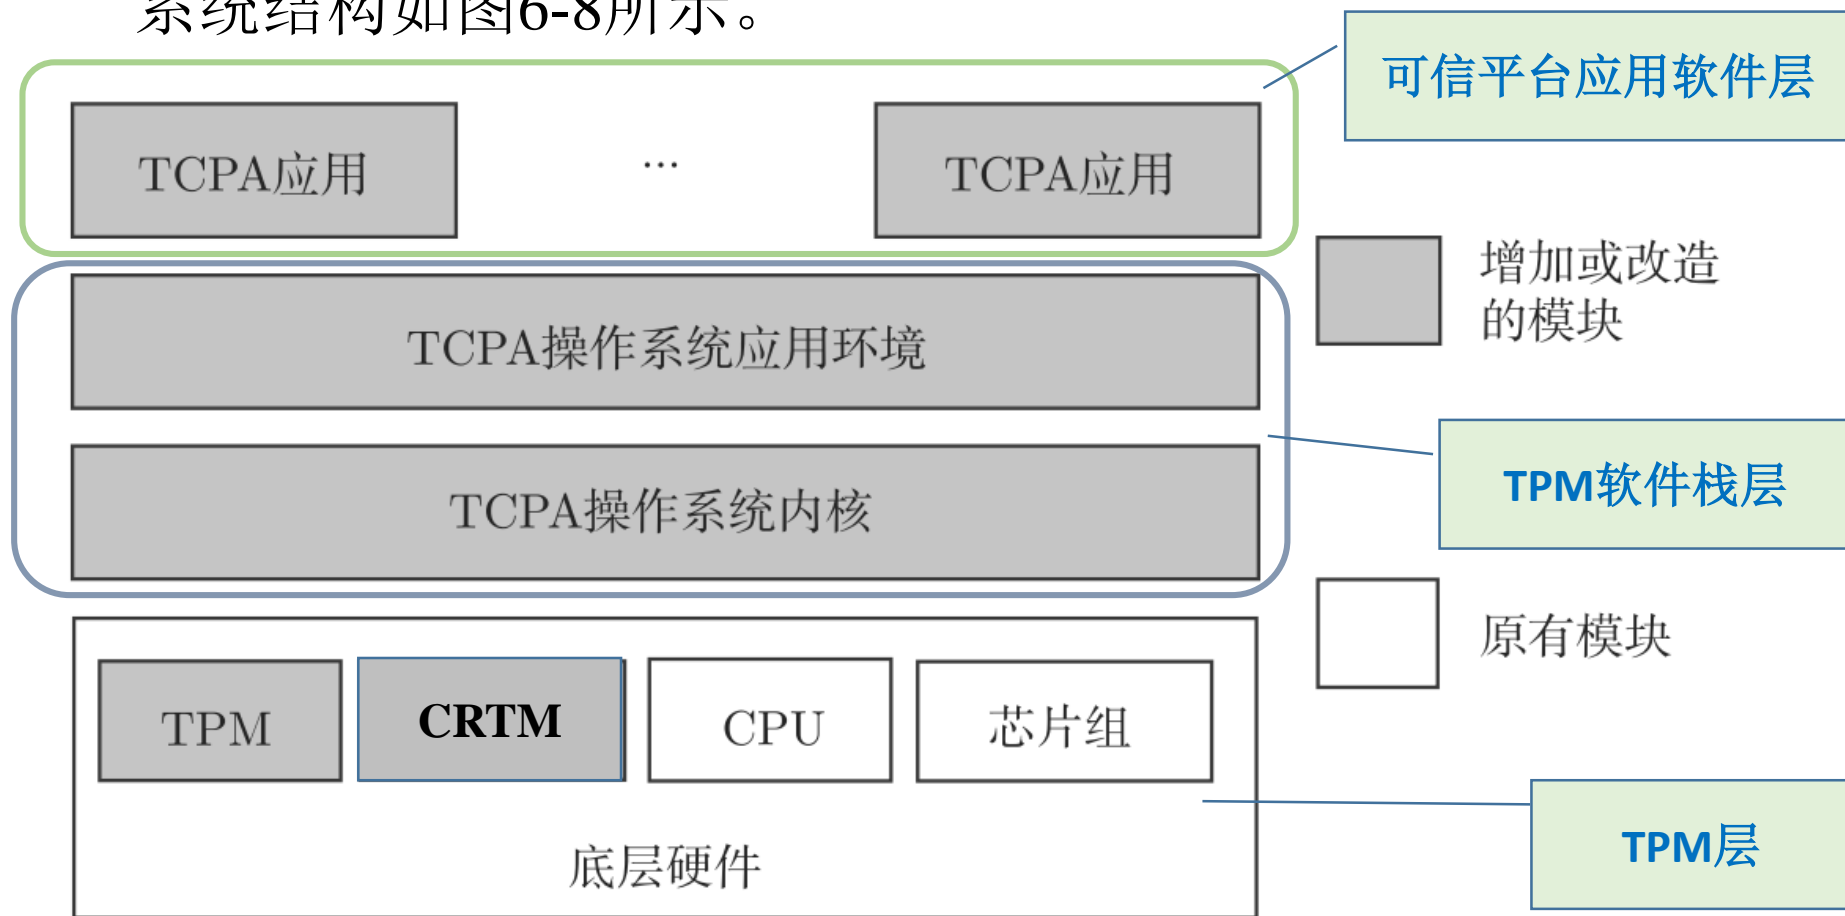 系统结构如图6-8所示。
可信平台应用软件层
TCPA应用
...
TCPA应用
增加或改造
的模块
TCPA操作系统应用环境
TPM软件栈层
TCPA操作系统内核
原有模块
TPM
CRTM
CPU
芯片组
TPM层
底层硬件